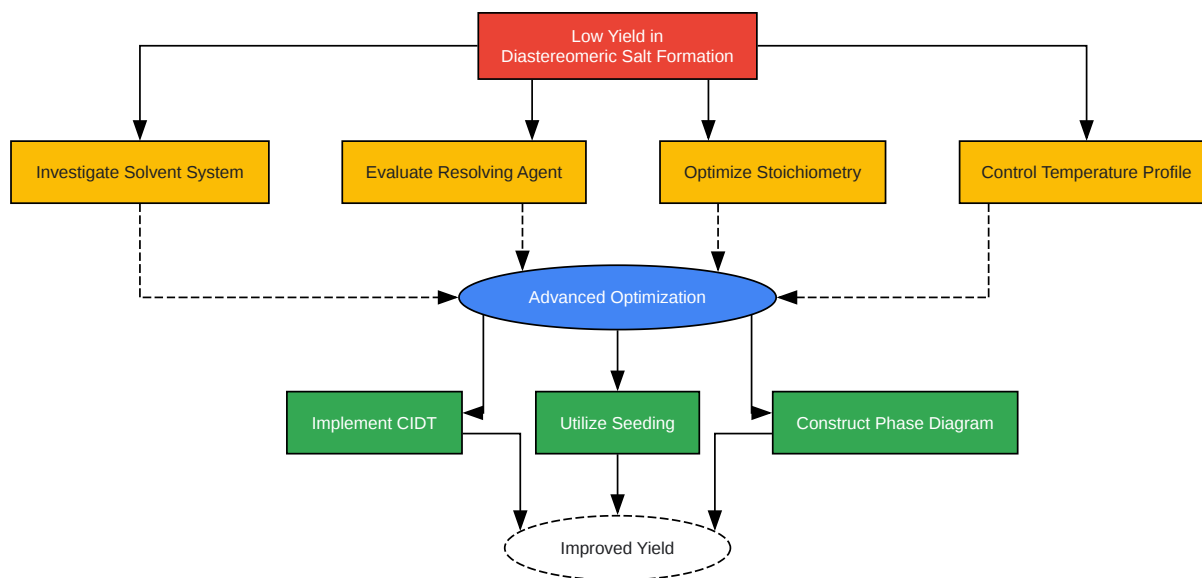 Low Yield in
Diastereomeric Salt Formation
Investigate Solvent System
Evaluate Resolving Agent
Optimize Stoichiometry
Control Temperature Profile
Advanced Optimization
Implement CIDT
Utilize Seeding
Construct Phase Diagram
Improved Yield